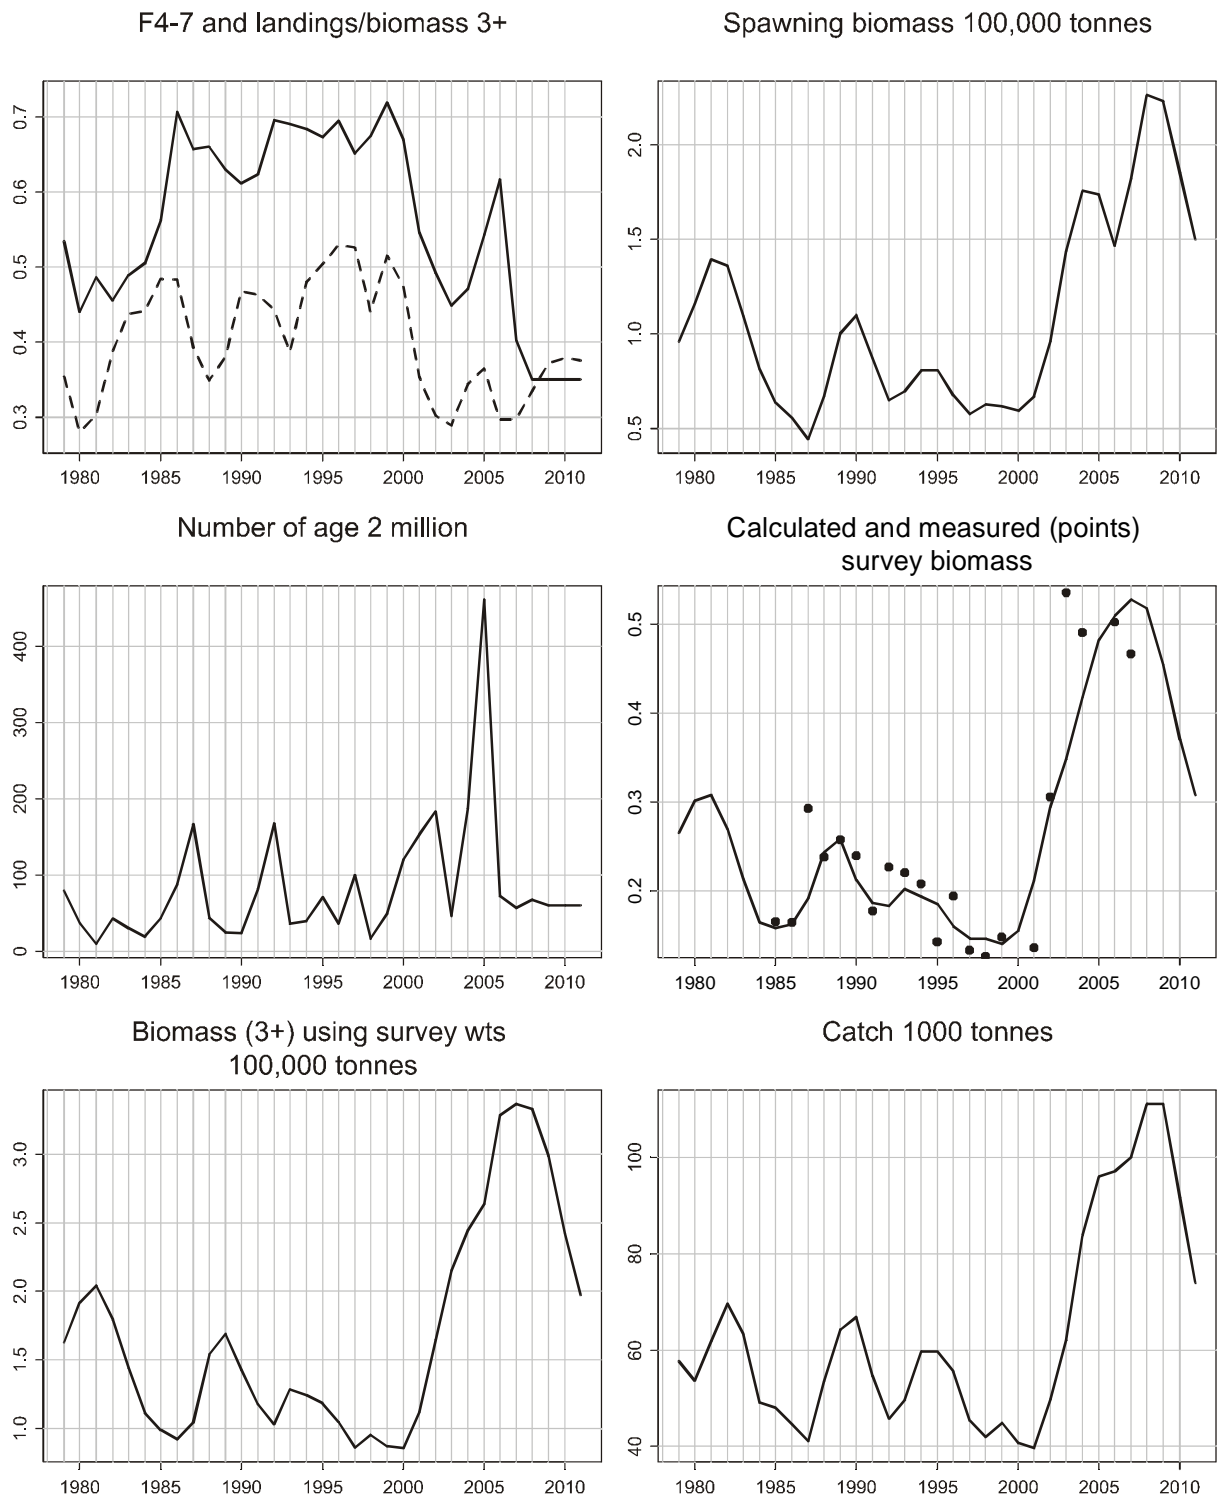 F4-7 and landings/biomass 3+
0.7
0.6
0.5
0.4
0.3
1980 1985 1990 1995 2000 2005 2010
Spawning biomass 100,000 tonnes
2.0
1.5
1.0
0.5
1980 1985 1990 1995 2000 2005 2010
Number of age 2 million
400
300
200
100
0
1980 1985 1990 1995 2000 2005 2010
Calculated and measured (points)
survey biomass
0.5
0.4
0.3
0.2
1980 1985 1990 1995 2000 2005 2010
Biomass (3+) using survey wts
100,000 tonnes
3.0
2.5
2.0
1.5
1.0
1980 1985 1990 1995 2000 2005 2010
Catch 1000 tonnes
100
80
60
40
1980 1985 1990 1995 2000 2005 2010